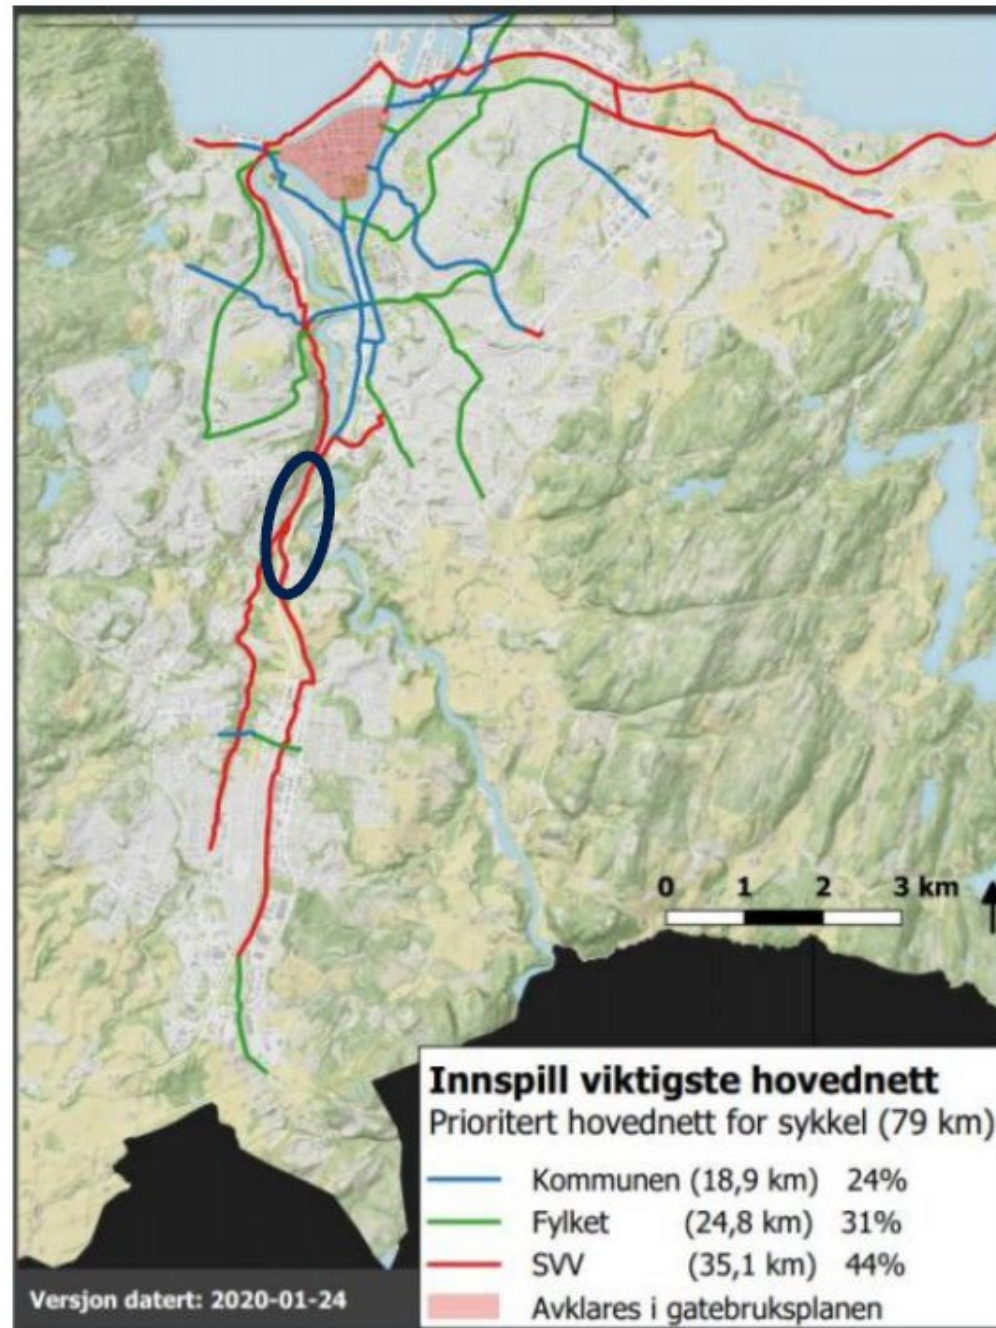 0 1 2 3 km
Innspill viktigste hovednett
Prioritert hovednett for sykkel (79 km)
Kommunen (18,9 km) 24%
Fylket (24,8 km) 31%
SVV (35,1 km) 44%
Avklares i gatebruksplanen
Versjon datert: 2020-01-24